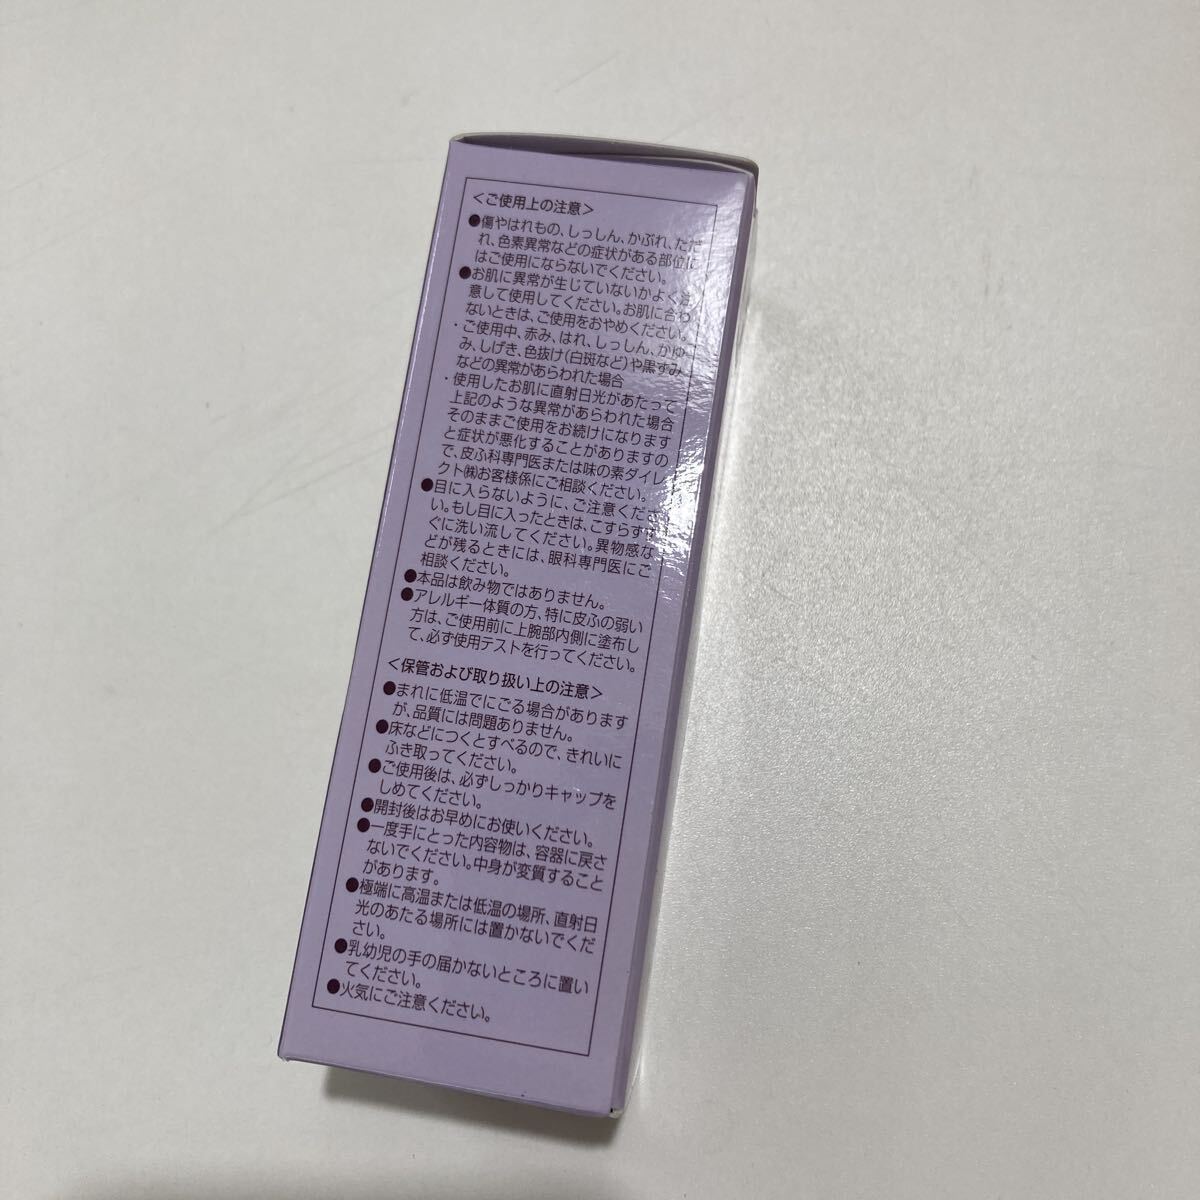 ＜ご使用上の注意＞
●傷やはれもの、しっしん、かぶれ、ただ
れ、色素異常などの症状がある部位に
はご使用にならないでください。
●お肌に異常が生じていないかよく注
意して使用してください。お肌に合わ
ないときは、ご使用をおやめください。
・ご使用中、赤み、はれ、しっしん、かゆ
み、しげき、色抜け(白斑など)や黒ずみ
などの異常があらわれた場合
・使用したお肌に直射日光があたって
上記のような異常があらわれた場合
そのままご使用をお続けになります
と症状が悪化することがありますの
で、皮ふ科専門医または味の素ダイレ
クト㈱お客様係にご相談ください。
●目に入らないように、ご注意くださ
い。もし目に入ったときは、こすらずす
ぐに洗い流してください。異物感な
どが残るときには、眼科専門医にご
相談ください。
●本品は飲み物ではありません。
●アレルギー体質の方、特に皮ふの弱い
方は、ご使用前に上腕部内側に塗布し
て、必ず使用テストを行ってください。
＜保管および取り扱い上の注意＞
●まれに低温でにごる場合があります
が、品質には問題ありません。
●床などにつくとすべるので、きれいに
ふき取ってください。
●ご使用後は、必ずしっかりキャップを
しめてください。
●開封後はお早めにお使いください。
●一度手にとった内容物は、容器に戻さ
ないでください。中身が変質すること
があります。
●極端に高温または低温の場所、直射日
光のあたる場所には置かないでくだ
さい。
●乳幼児の手の届かないところに置い
てください。
●火気にご注意ください。